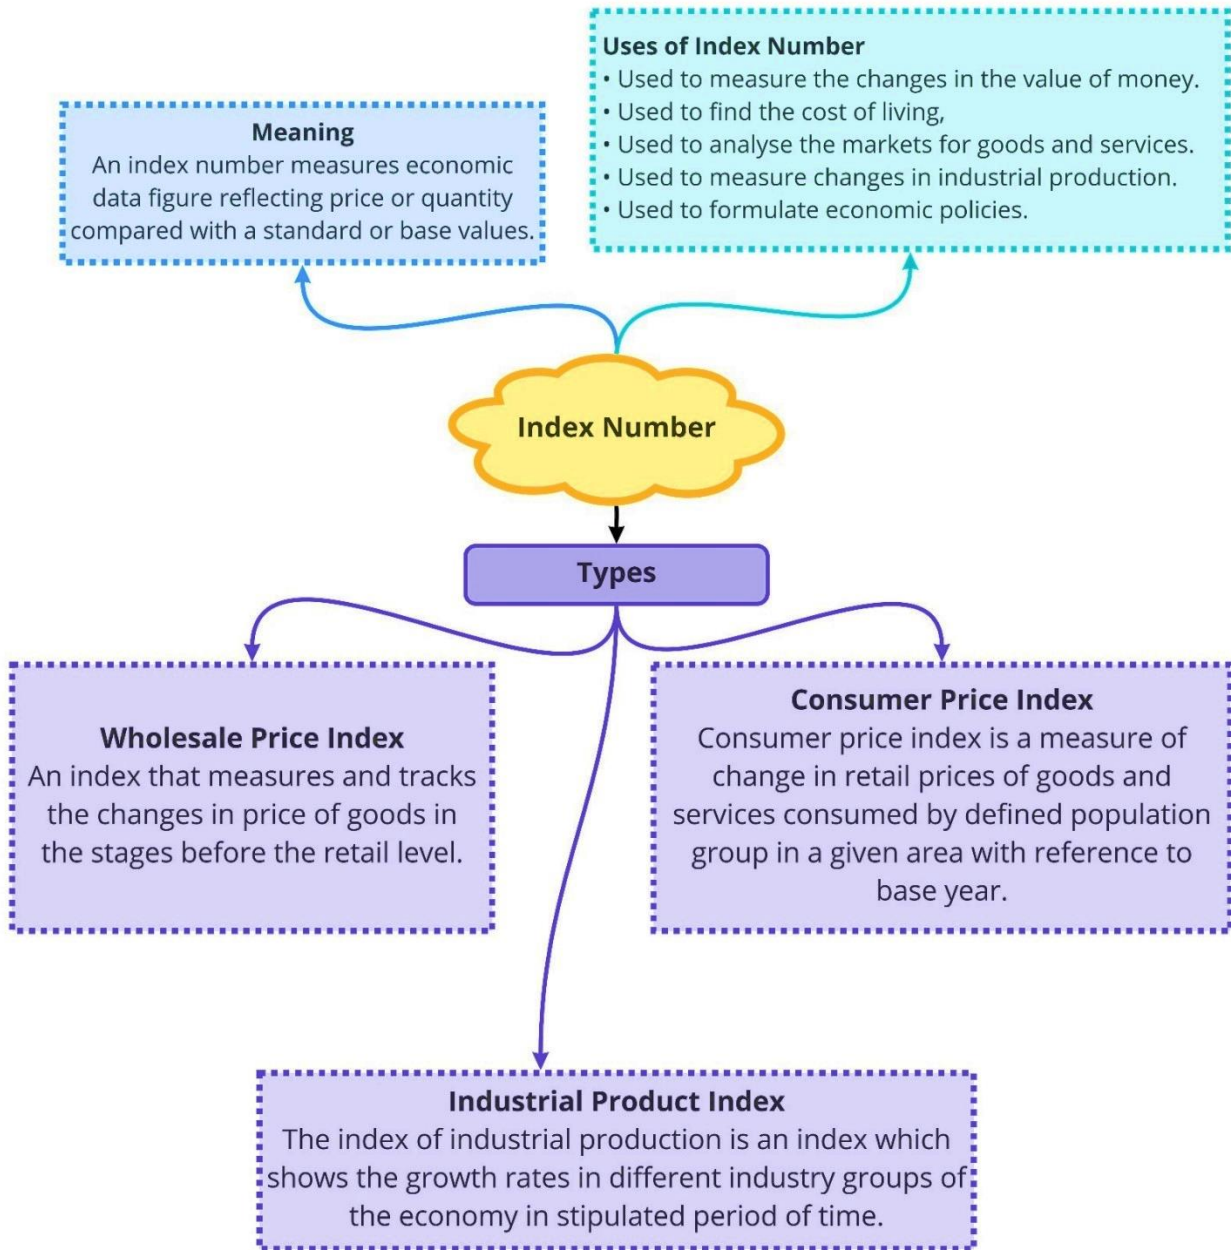 Meaning
An index number measures economic
data figure reflecting price or quantity
compared with a standard or base values.
Uses of Index Number
• Used to measure the changes in the value of money.
• Used to find the cost of living,
• Used to analyse the markets for goods and services.
• Used to measure changes in industrial production.
• Used to formulate economic policies.
Index Number
Types
Wholesale Price Index
An index that measures and tracks
the changes in price of goods in
the stages before the retail level.
Consumer Price Index
Consumer price index is a measure of
change in retail prices of goods and
services consumed by defined population
group in a given area with reference to
base year.
Industrial Product Index
The index of industrial production is an index which
shows the growth rates in different industry groups of
the economy in stipulated period of time.